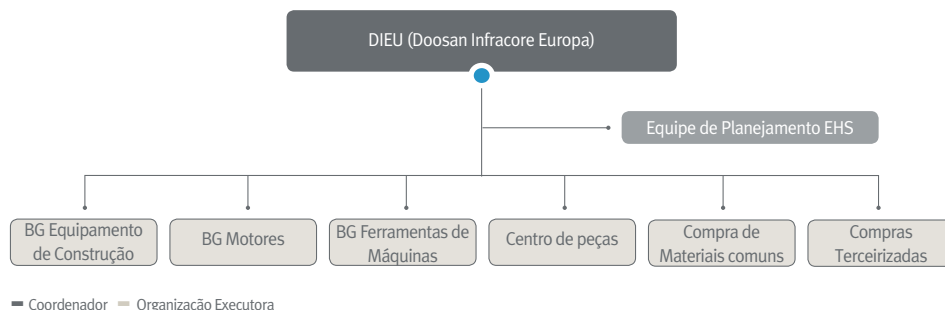 DIEU (Doosan Infracore Europa)
Equipe de Planejamento EHS
BG Equipamento
de Construção
BG Motores
BG Ferramentas de
Máquinas
Centro de peças
Compra de
Materiais comuns
Compras
Terceirizadas
Coordenador
Organização Executora